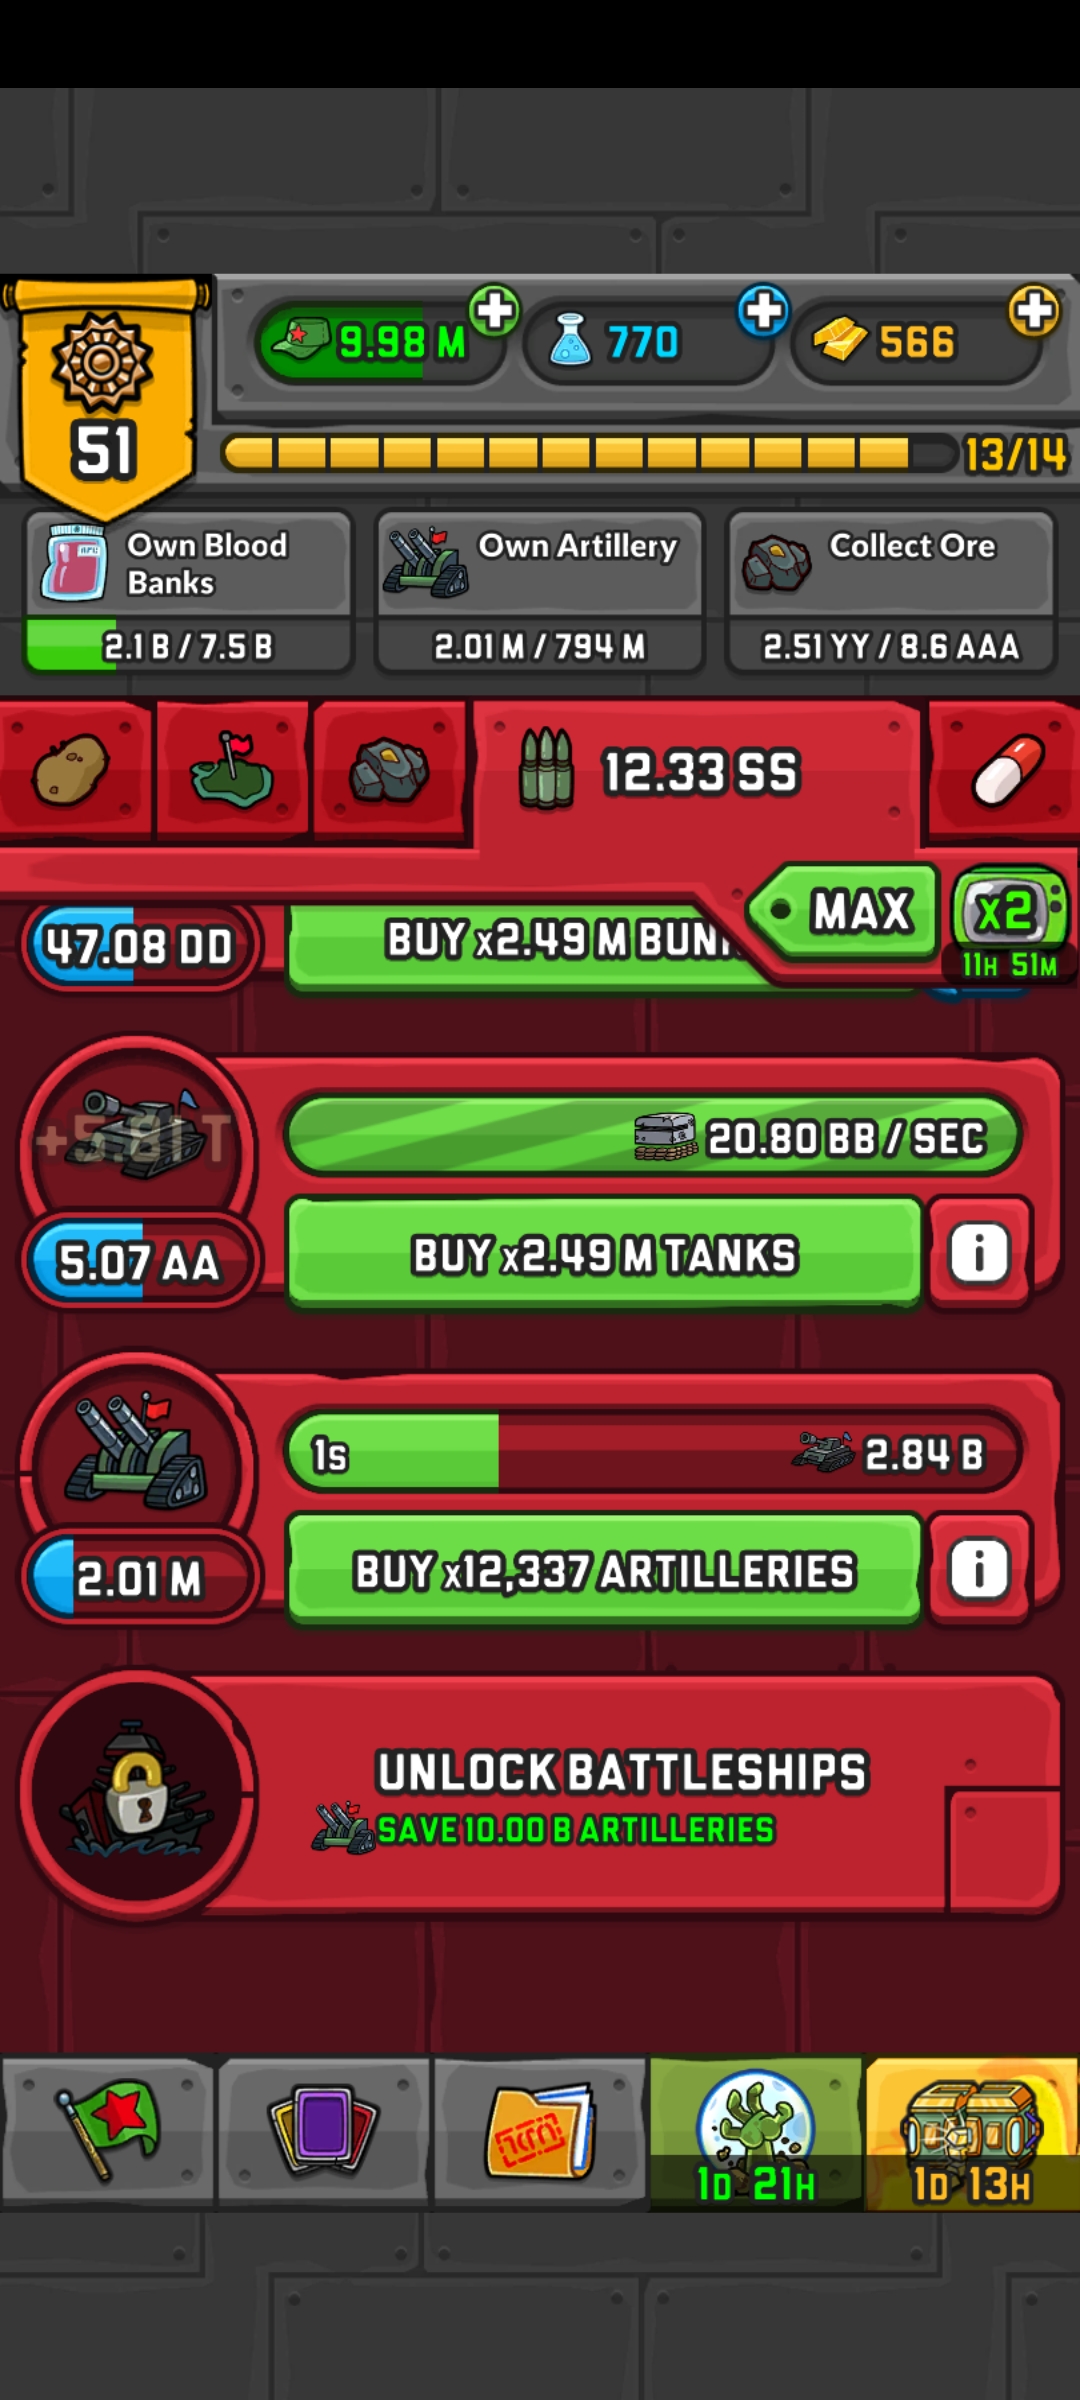 9.98 M
770
566
51
13/14
Own Blood Banks
Own Artillery
Collect Ore
2.1 B / 7.5 B
2.01 M / 794 M
2.51 YY / 8.6 AAA
12.33 SS
MAX
x2
11H 51M
47.08 DD
BUY x2.49 M
+5.81 T
20.80 BB / SEC
5.07 AA
BUY x2.49 M TANKS
i
1s
2.84 B
2.01 M
BUY x12,337 ARTILLERIES
i
UNLOCK BATTLESHIPS
SAVE 10.00 B ARTILLERIES
1D 21H
1D 13H